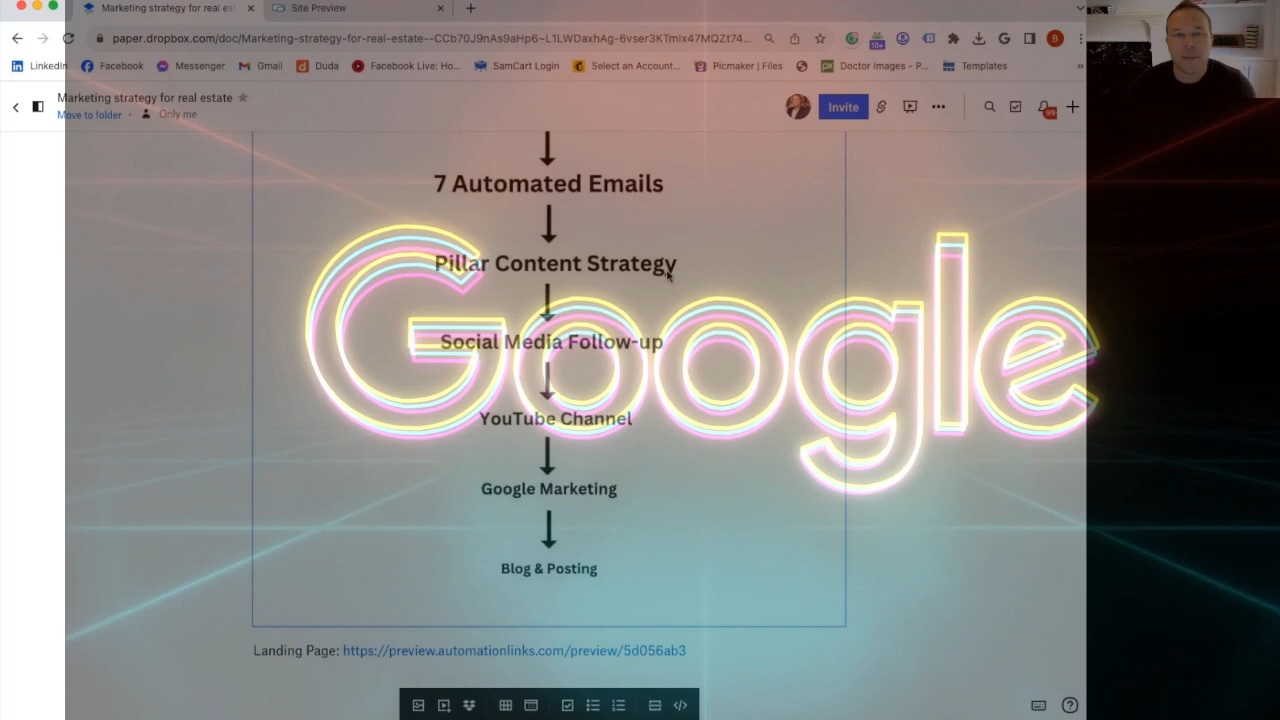 Marketing strategy for real est
Site Preview
paper.dropbox.com/doc/Marketing-strategy-for-real-estate--CCb70J9nAs9aHp6~L1LWDaxhAg-6vser3KTmIx47MQZt74...
10+
B
LinkedIn
Facebook
Messenger
Gmail
Duda
Facebook Live: Ho...
SamCart Login
Select an Account...
Picmaker | Files
Doctor Images - P...
Templates
Marketing strategy for real estate
Move to folder
Only me
Invite
99
7 Automated Emails
Pillar Content Strategy
Google
Social Media Follow-up
YouTube Channel
Google Marketing
Blog & Posting
Landing Page: https://preview.automationlinks.com/preview/5d056ab3